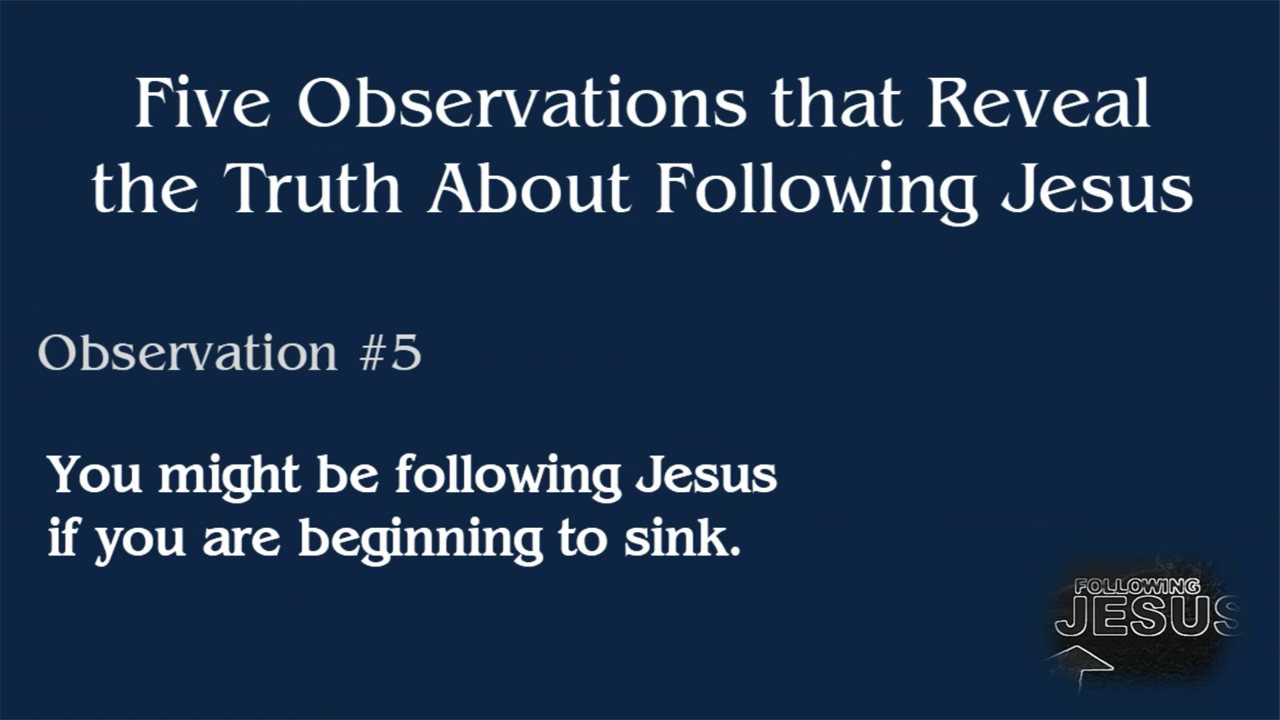 Five Observations that Reveal
the Truth About Following Jesus
Observation #5
You might be following Jesus
if you are beginning to sink.
FOLLOWING
JESUS